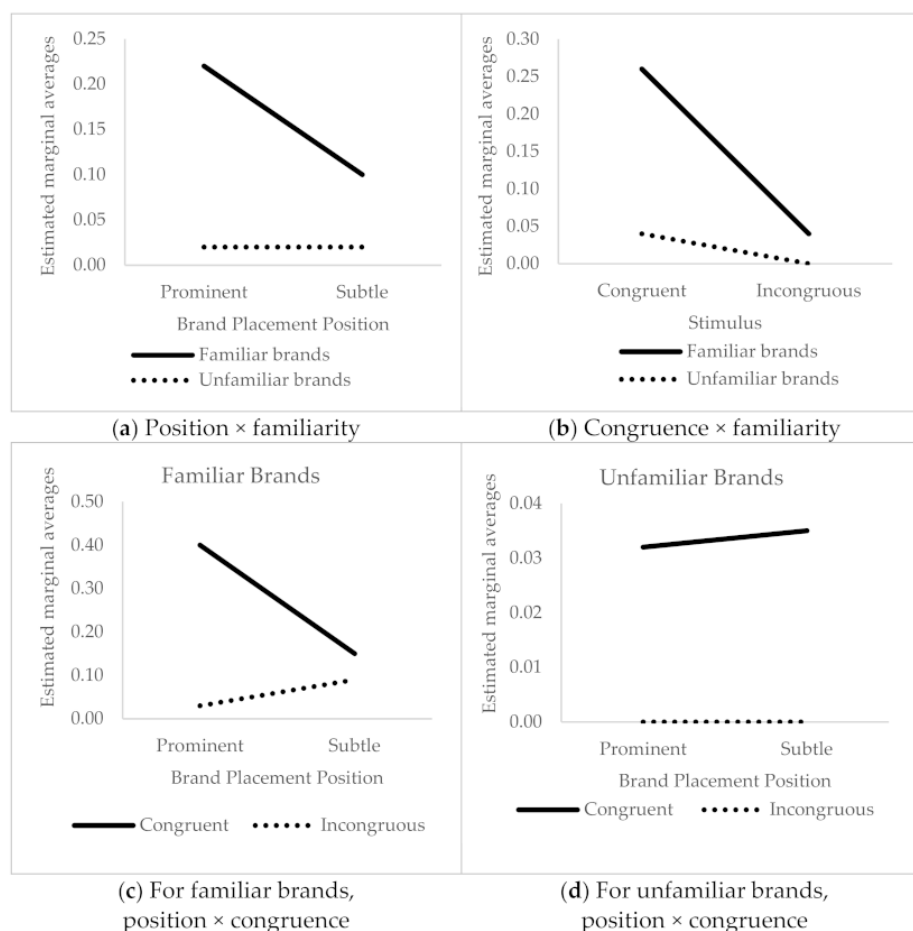 0.25
0.20
0.15
0.10
0.05
0.00
Estimated marginal averages
Prominent Subtle
Brand Placement Position
Familiar brands
Unfamiliar brands
(a) Position × familiarity
0.30
0.25
0.20
0.15
0.10
0.05
0.00
Estimated marginal averages
Congruent Incongruous
Stimulus
Familiar brands
Unfamiliar brands
(b) Congruence × familiarity
Familiar Brands
0.50
0.40
0.30
0.20
0.10
0.00
Estimated marginal averages
Prominent Subtle
Brand Placement Position
Congruent Incongruous
(c) For familiar brands,
position × congruence
Unfamiliar Brands
0.04
0.03
0.02
0.01
0.00
Estimated marginal averages
Prominent Subtle
Brand Placement Position
Congruent Incongruous
(d) For unfamiliar brands,
position × congruence